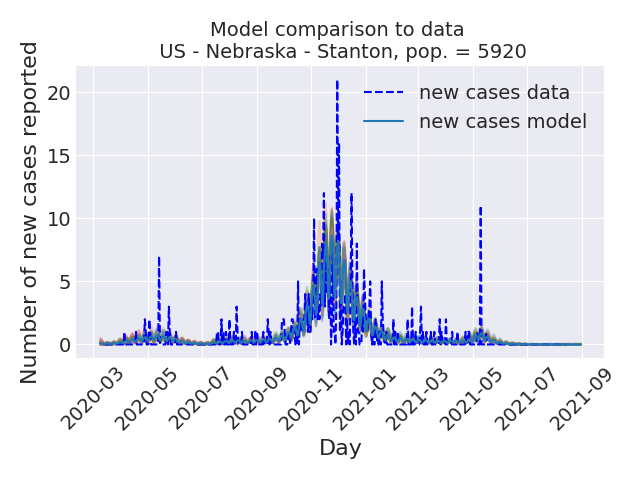 Model comparison to data
US - Nebraska - Stanton, pop. = 5920
Number of new cases reported
20
15
10
5
0
new cases data
new cases model
2020-03
2020-05
2020-07
2020-09
2020-11
2021-01
2021-03
2021-05
2021-07
2021-09
Day